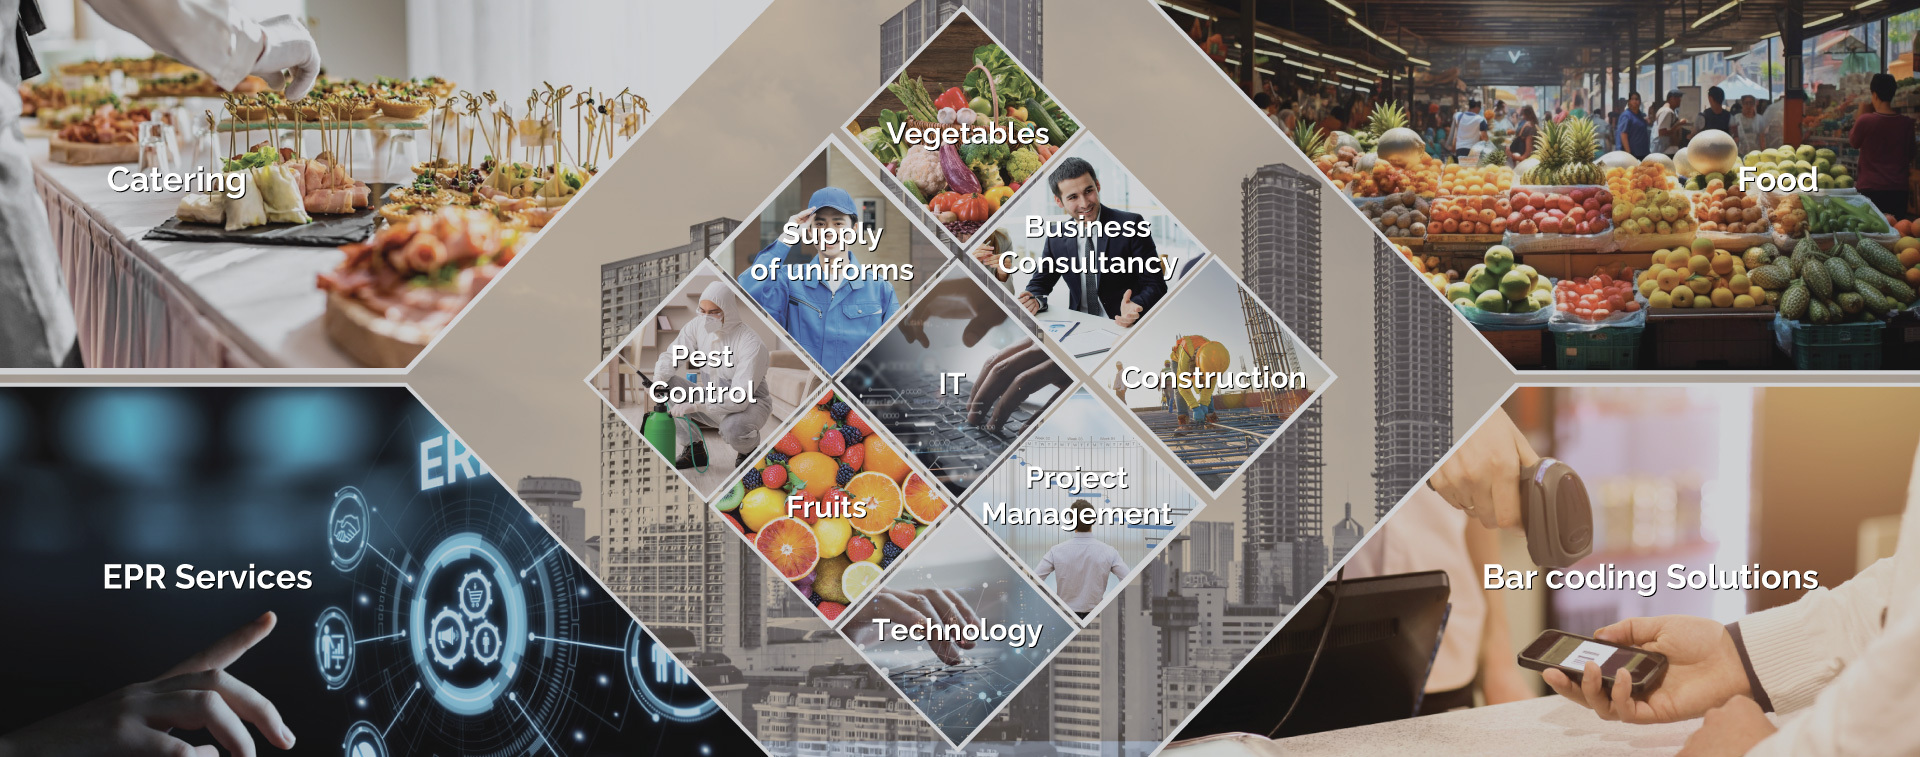 Vegetables
Catering
Food
Supply
of uniforms
Business
Consultancy
Pest
Control
IT
Construction
ER
Fruits
Project
Management
EPR Services
Bar coding Solutions
Technology